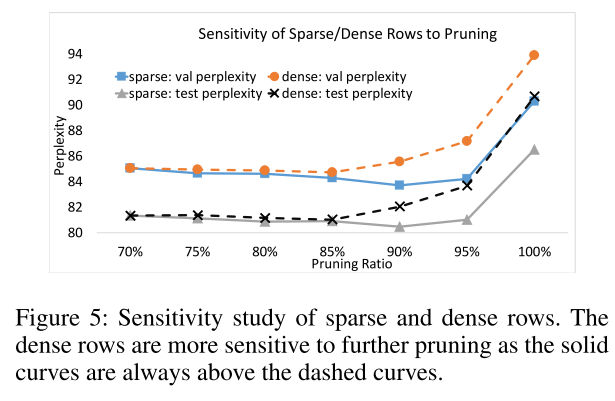 Sensitivity of Sparse/Dense Rows to Pruning
94
92
90
88
86
84
82
80
Perplexity
sparse: val perplexity
dense: val perplexity
sparse: test perplexity
dense: test perplexity
70%
75%
80%
85%
90%
95%
100%
Pruning Ratio
Figure 5: Sensitivity study of sparse and dense rows. The
dense rows are more sensitive to further pruning as the solid
curves are always above the dashed curves.